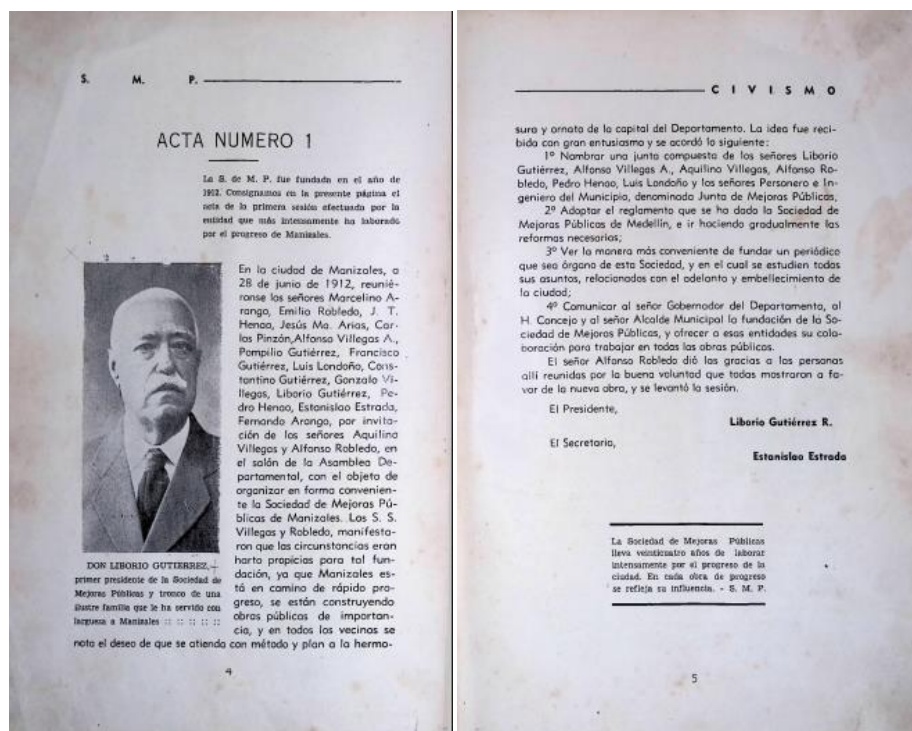 S. M. P.
ACTA NUMERO 1
La S. de M. P. fue fundada en el año de
1912. Consignamos en la presente página el
acta de la primera sesión efectuada por la
entidad que más intensamente ha laborado
por el progreso de Manizales.
En la ciudad de Manizales, a
28 de junio de 1912, reunié-
ronse los señores Marcelino A-
rango, Emilio Robledo, J. T.
Henao, Jesús Ma. Arias, Car-
los Pinzón,Alfonso Villegas A.,
Pompilio Gutiérrez, Francisco
Gutiérrez, Luis Londoño, Cons-
tantino Gutiérrez, Gonzalo Vi-
llegas, Liborio Gutiérrez, Pe-
dro Henao, Estanislao Estrada,
Fernando Arango, por invita-
ción de los señores Aquilino
Villegas y Alfonso Robledo, en
el salón de la Asamblea De-
partamental, con el objeto de
organizar en forma convenien-
te la Sociedad de Mejoras Pú-
blicas de Manizales. Los S. S.
Villegas y Robledo, manifesta-
ron que las circunstancias eran
harto propicias para tal fun-
dación, ya que Manizales es-
tá en camino de rápido pro-
greso, se están construyendo
obras públicas de importan-
cia, y en todos los vecinos se
nota el deseo de que se atienda con método y plan a la hermo-
DON LIBORIO GUTIERREZ,
primer presidente de la Sociedad de
Mejoras Públicas y tronco de una
ilustre familia que le ha servido con
largueza a Manizales :: :: :: :: ::
4
CIVISMO
sura y ornato de la capital del Departamento. La idea fue reci-
bida con gran entusiasmo y se acordó lo siguiente:
1º Nombrar una junta compuesta de los señores Liborio
Gutiérrez, Alfonso Villegas A., Aquilino Villegas, Alfonso Ro-
bledo, Pedro Henao, Luis Londoño y los señores Personero e In-
geniero del Municipio, denominada Junta de Mejoras Públicas,
2º Adoptar el reglamento que se ha dado la Sociedad de
Mejoras Públicas de Medellín, e ir haciendo gradualmente las
reformas necesarias;
3º Ver la manera más conveniente de fundar un periódico
que sea órgano de esta Sociedad, y en el cual se estudien todos
sus asuntos, relacionados con el adelanto y embellecimiento de
la ciudad;
4º Comunicar al señor Gobernador del Departamento, al
H. Concejo y al señor Alcalde Municipal la fundación de la So-
ciedad de Mejoras Públicas, y ofrecer a esas entidades su cola-
boración para trabajar en todas las obras públicas.
El señor Alfonso Robledo dió las gracias a las personas
allí reunidas por la buena voluntad que todas mostraron a fa-
vor de la nueva obra, y se levantó la sesión.
El Presidente,
Liborio Gutiérrez R.
El Secretario,
Estanislao Estrada
La Sociedad de Mejoras Públicas
lleva veinticuatro años de laborar
intensamente por el progreso de la
ciudad. En cada obra de progreso
se refleja su influencia. - S. M. P.
5